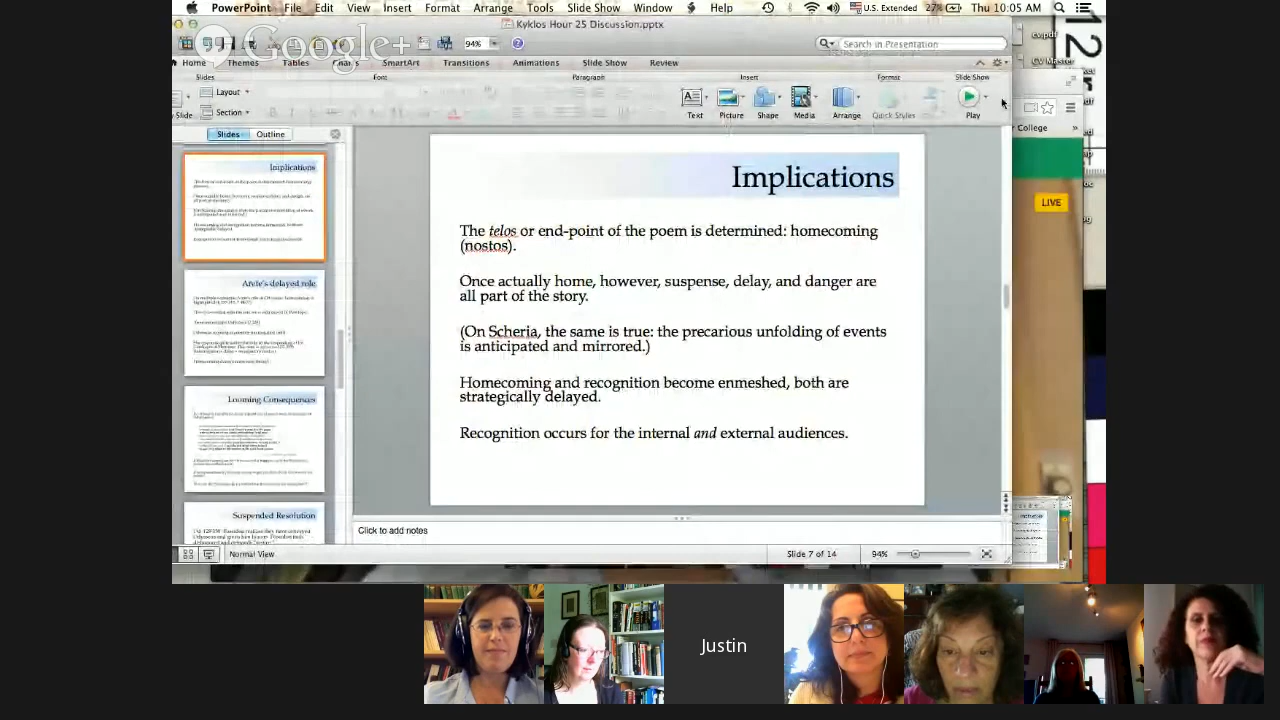 PowerPoint File Edit View Insert Format Arrange Tools Slide Show Window Help U.S. Extended 27% Thu 10:05 AM
Kyklos Hour 25 Discussion.pptx
Google+
94%
Search in Presentation
cv.pdf
Home Themes Tables Charts SmartArt Transitions Animations Slide Show Review
CV Master
Slides Font Paragraph Insert Format Slide Show
Layout
Section
Text Picture Shape Media Arrange Quick Styles Play
College
Slides Outline
Implications
Arete's delayed role
Looming Consequences
Suspended Resolution
Implications
The telos or end-point of the poem is determined: homecoming
(nostos).
Once actually home, however, suspense, delay, and danger are
all part of the story.
(On Scheria, the same is true, the precarious unfolding of events
is anticipated and mirrored.)
Homecoming and recognition become enmeshed, both are
strategically delayed.
Recognition occurs for the internal and external audiences.
LIVE
Click to add notes
Normal View Slide 7 of 14 94%
Justin